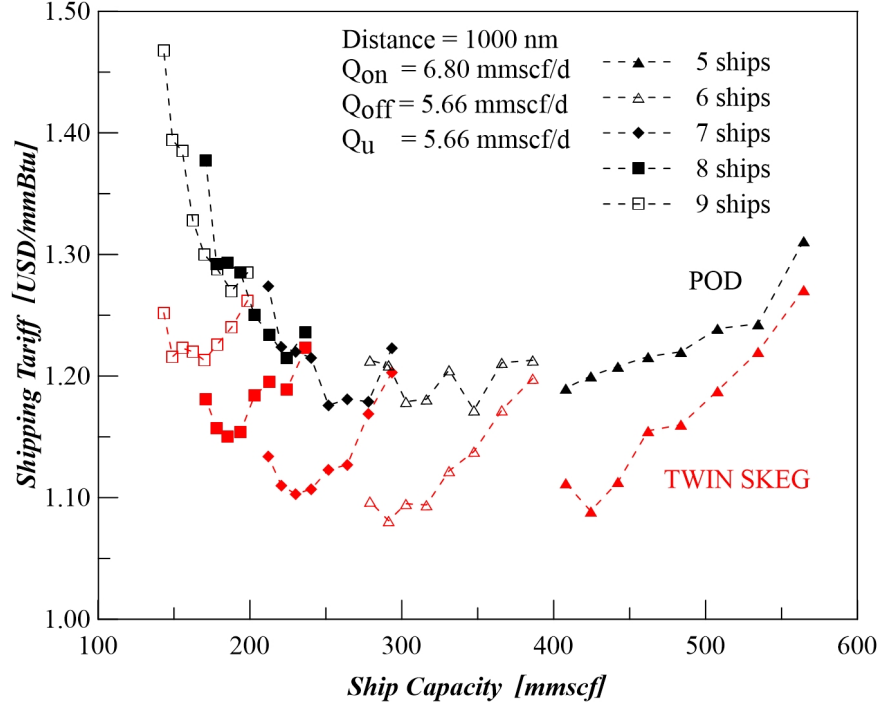 1.50
1.40
1.30
1.20
1.10
1.00
Shipping Tariff [USD/mmBtu]
Distance = 1000 nm
Qon = 6.80 mmscf/d
Qoff = 5.66 mmscf/d
Qu = 5.66 mmscf/d
5 ships
6 ships
7 ships
8 ships
9 ships
POD
TWIN SKEG
100 200 300 400 500 600
Ship Capacity [mmscf]